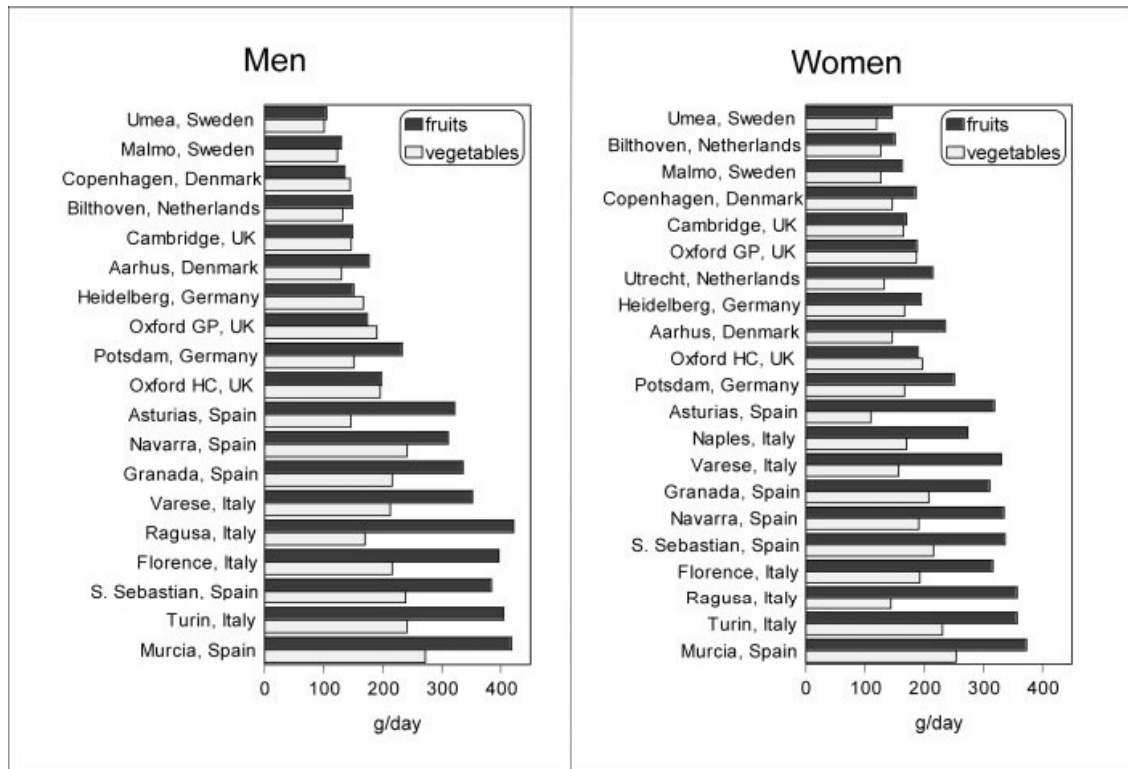 Men
fruits
vegetables
Umea, Sweden
Malmo, Sweden
Copenhagen, Denmark
Bilthoven, Netherlands
Cambridge, UK
Aarhus, Denmark
Heidelberg, Germany
Oxford GP, UK
Potsdam, Germany
Oxford HC, UK
Asturias, Spain
Navarra, Spain
Granada, Spain
Varese, Italy
Ragusa, Italy
Florence, Italy
S. Sebastian, Spain
Turin, Italy
Murcia, Spain
0 100 200 300 400
g/day
Women
fruits
vegetables
Umea, Sweden
Bilthoven, Netherlands
Malmo, Sweden
Copenhagen, Denmark
Cambridge, UK
Oxford GP, UK
Utrecht, Netherlands
Heidelberg, Germany
Aarhus, Denmark
Oxford HC, UK
Potsdam, Germany
Asturias, Spain
Naples, Italy
Varese, Italy
Granada, Spain
Navarra, Spain
S. Sebastian, Spain
Florence, Italy
Ragusa, Italy
Turin, Italy
Murcia, Spain
0 100 200 300 400
g/day